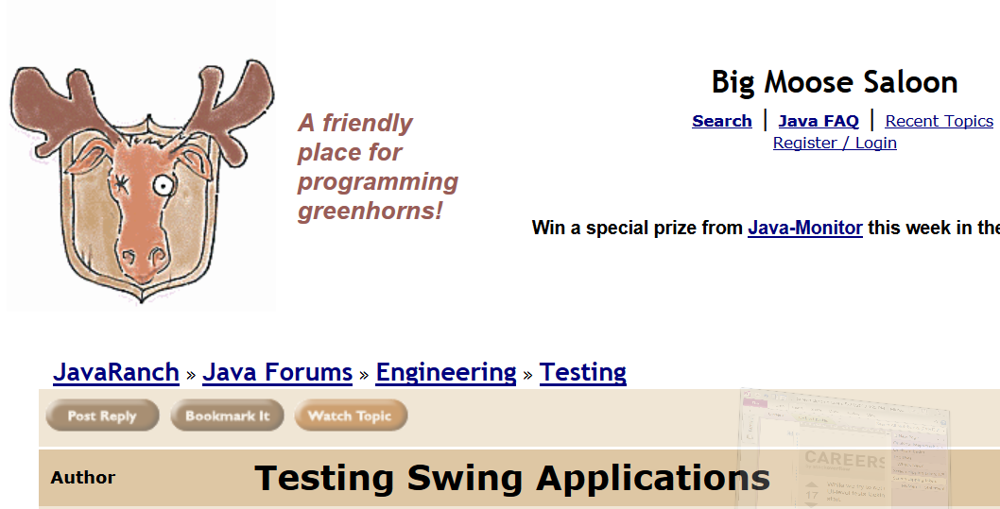 Big Moose Saloon
Search | Java FAQ | Recent Topics
Register / Login
A friendly
place for
programming
greenhorns!
Win a special prize from Java-Monitor this week in the
JavaRanch » Java Forums » Engineering » Testing
Post Reply Bookmark It Watch Topic
CAREERS
17
Author Testing Swing Applications